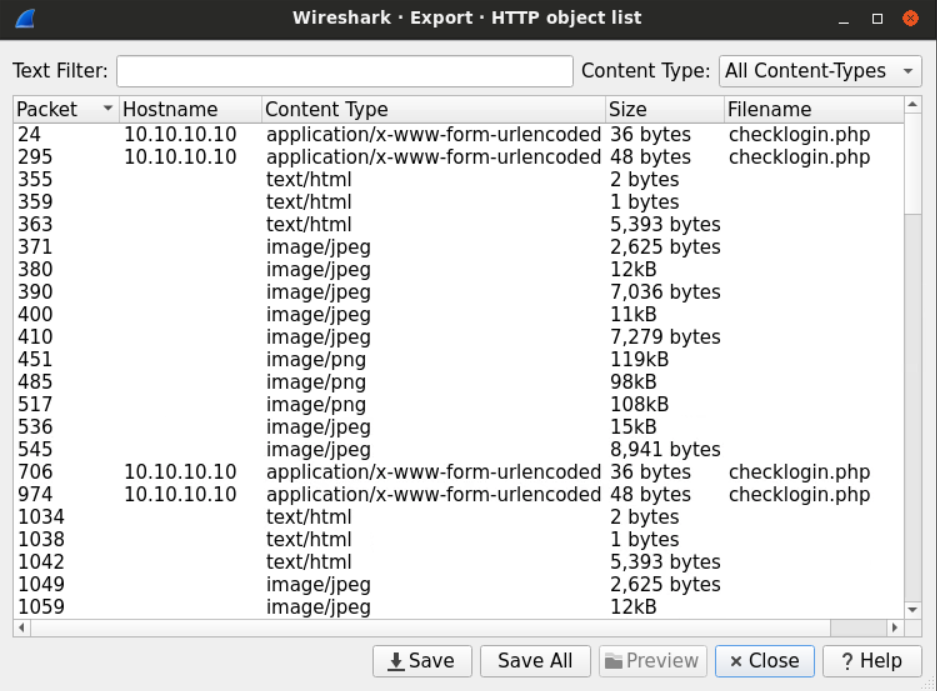 Wireshark · Export · HTTP object list
Text Filter: Content Type: All Content-Types
Packet Hostname Content Type Size Filename
24 10.10.10.10 application/x-www-form-urlencoded 36 bytes checklogin.php
295 10.10.10.10 application/x-www-form-urlencoded 48 bytes checklogin.php
355 text/html 2 bytes
359 text/html 1 bytes
363 text/html 5,393 bytes
371 image/jpeg 2,625 bytes
380 image/jpeg 12kB
390 image/jpeg 7,036 bytes
400 image/jpeg 11kB
410 image/jpeg 7,279 bytes
451 image/png 119kB
485 image/png 98kB
517 image/png 108kB
536 image/jpeg 15kB
545 image/jpeg 8,941 bytes
706 10.10.10.10 application/x-www-form-urlencoded 36 bytes checklogin.php
974 10.10.10.10 application/x-www-form-urlencoded 48 bytes checklogin.php
1034 text/html 2 bytes
1038 text/html 1 bytes
1042 text/html 5,393 bytes
1049 image/jpeg 2,625 bytes
1059 image/jpeg 12kB
Save Save All Preview Close ? Help